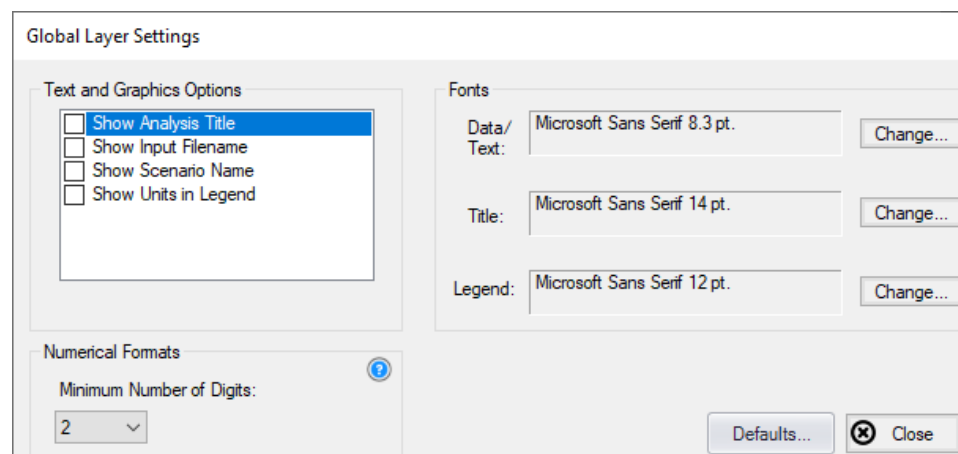 Global Layer Settings
Text and Graphics Options
Show Analysis Title
Show Input Filename
Show Scenario Name
Show Units in Legend
Fonts
Data/
Text:
Microsoft Sans Serif 8.3 pt.
Change...
Title:
Microsoft Sans Serif 14 pt.
Change...
Legend:
Microsoft Sans Serif 12 pt.
Change...
Numerical Formats
?
Minimum Number of Digits:
2
Defaults...
Close